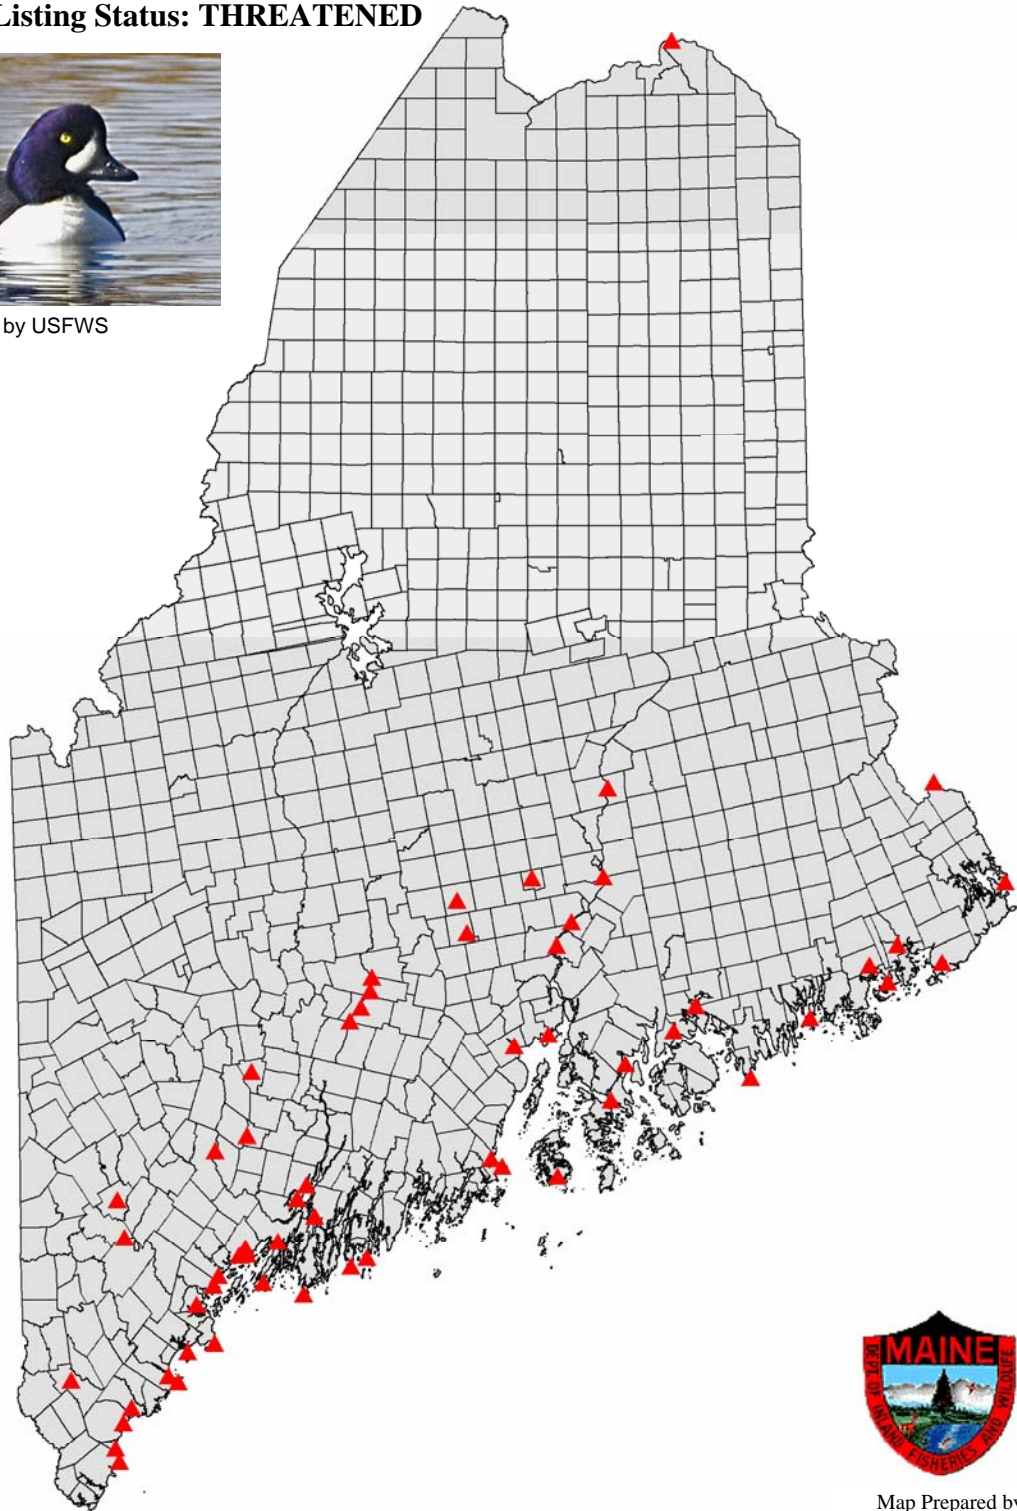 Listing Status: THREATENED
by USFWS
MAINE
DEPT. OF INLAND FISHERIES AND WILDLIFE
Map Prepared by